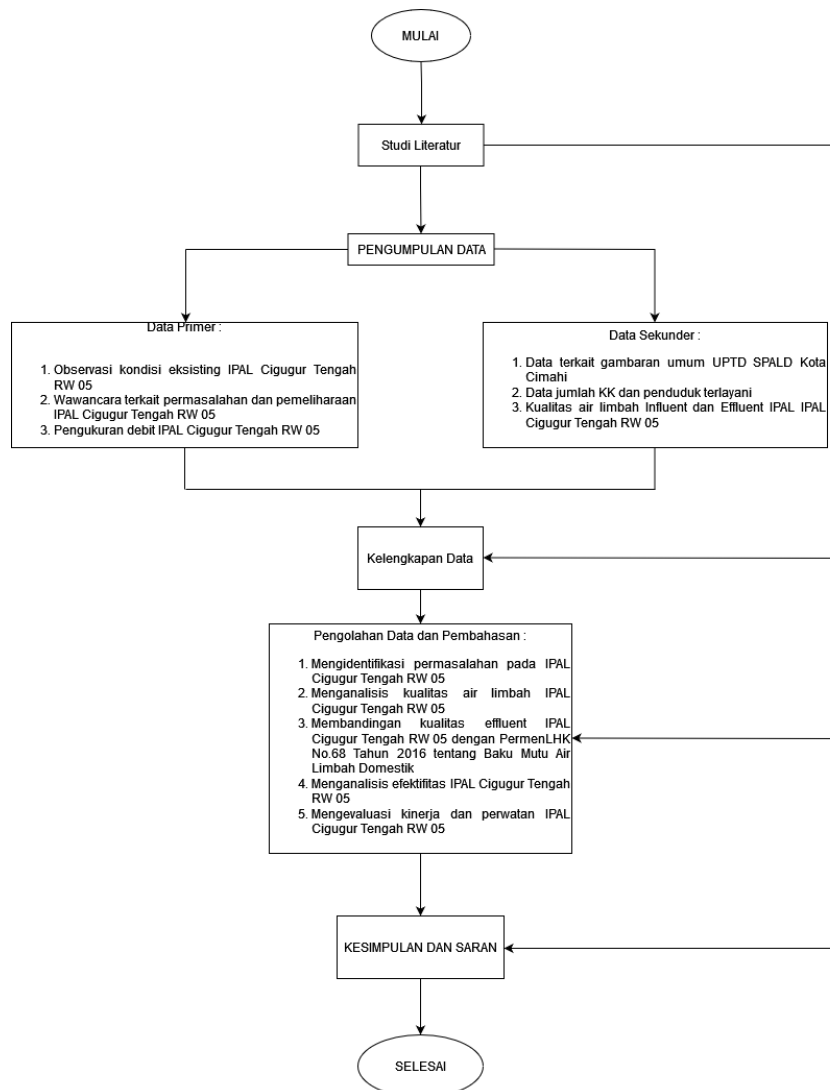 MULAI
Studi Literatur
PENGUMPULAN DATA
Data Primer :
1. Observasi kondisi eksisting IPAL Cigugur Tengah
RW 05
2. Wawancara terkait permasalahan dan pemeliharaan
IPAL Cigugur Tengah RW 05
3. Pengukuran debit IPAL Cigugur Tengah RW 05
Data Sekunder :
1. Data terkait gambaran umum UPTD SPALD Kota
Cimahi
2. Data jumlah KK dan penduduk terlayani
3. Kualitas air limbah Influent dan Effluent IPAL IPAL
Cigugur Tengah RW 05
Kelengkapan Data
Pengolahan Data dan Pembahasan :
1. Mengidentifikasi permasalahan pada IPAL
Cigugur Tengah RW 05
2. Menganalisis kualitas air limbah IPAL
Cigugur Tengah RW 05
3. Membandingan kualitas effluent IPAL
Cigugur Tengah RW 05 dengan PermenLHK
No.68 Tahun 2016 tentang Baku Mutu Air
Limbah Domestik
4. Menganalisis efektifitas IPAL Cigugur Tengah
RW 05
5. Mengevaluasi kinerja dan perwatan IPAL
Cigugur Tengah RW 05
KESIMPULAN DAN SARAN
SELESAI